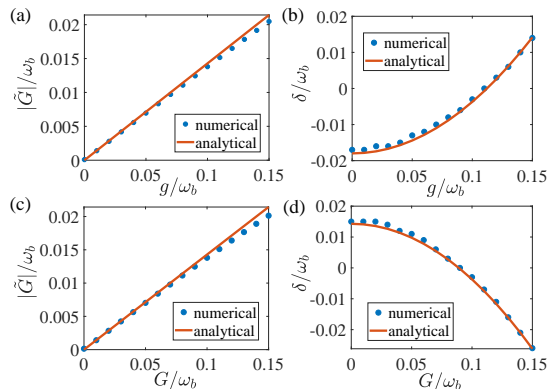 (a)
|G̃|/ω_b
0.02
0.015
0.01
0.005
0
numerical
analytical
0
0.05
0.1
0.15
g/ω_b
(b)
δ/ω_b
0.02
0.01
0
-0.01
-0.02
numerical
analytical
0
0.05
0.1
0.15
g/ω_b
(c)
|G̃|/ω_b
0.02
0.015
0.01
0.005
0
numerical
analytical
0
0.05
0.1
0.15
G/ω_b
(d)
δ/ω_b
0.02
0.01
0
-0.01
-0.02
numerical
analytical
0
0.05
0.1
0.15
G/ω_b